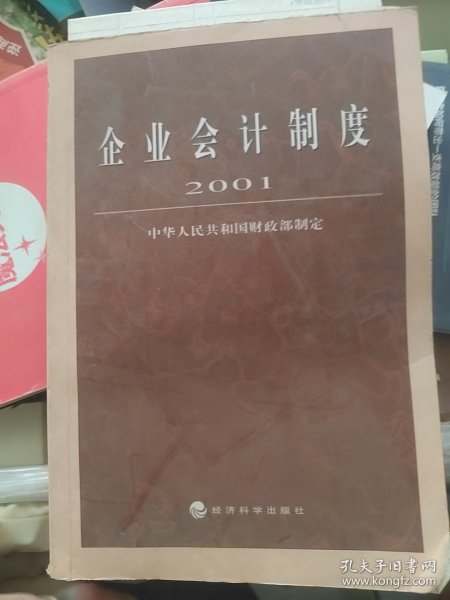 企业会计制度
2001
中华人民共和国财政部制定
经济科学出版社
孔夫子旧书网
www.kongfz.com